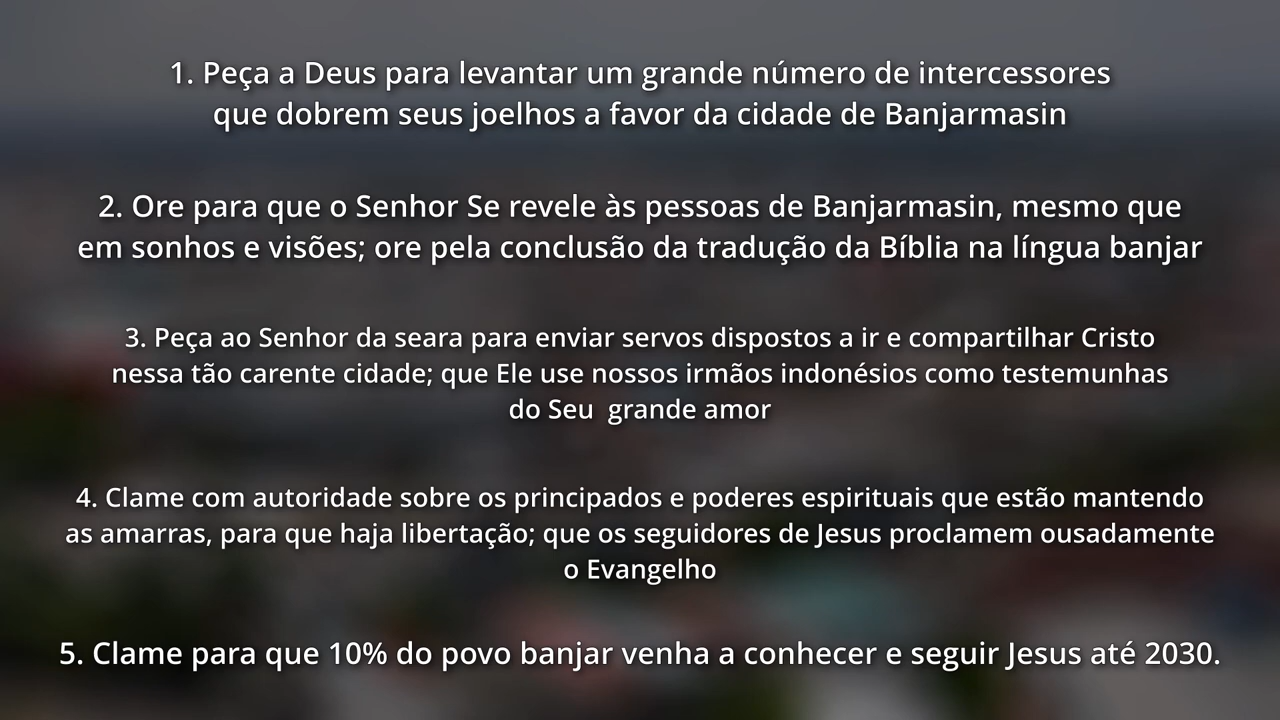 1. Peça a Deus para levantar um grande número de intercessores
que dobrem seus joelhos a favor da cidade de Banjarmasin
2. Ore para que o Senhor Se revele às pessoas de Banjarmasin, mesmo que
em sonhos e visões; ore pela conclusão da tradução da Bíblia na língua banjar
3. Peça ao Senhor da seara para enviar servos dispostos a ir e compartilhar Cristo
nessa tão carente cidade; que Ele use nossos irmãos indonésios como testemunhas
do Seu  grande amor
4. Clame com autoridade sobre os principados e poderes espirituais que estão mantendo
as amarras, para que haja libertação; que os seguidores de Jesus proclamem ousadamente
o Evangelho
5. Clame para que 10% do povo banjar venha a conhecer e seguir Jesus até 2030.